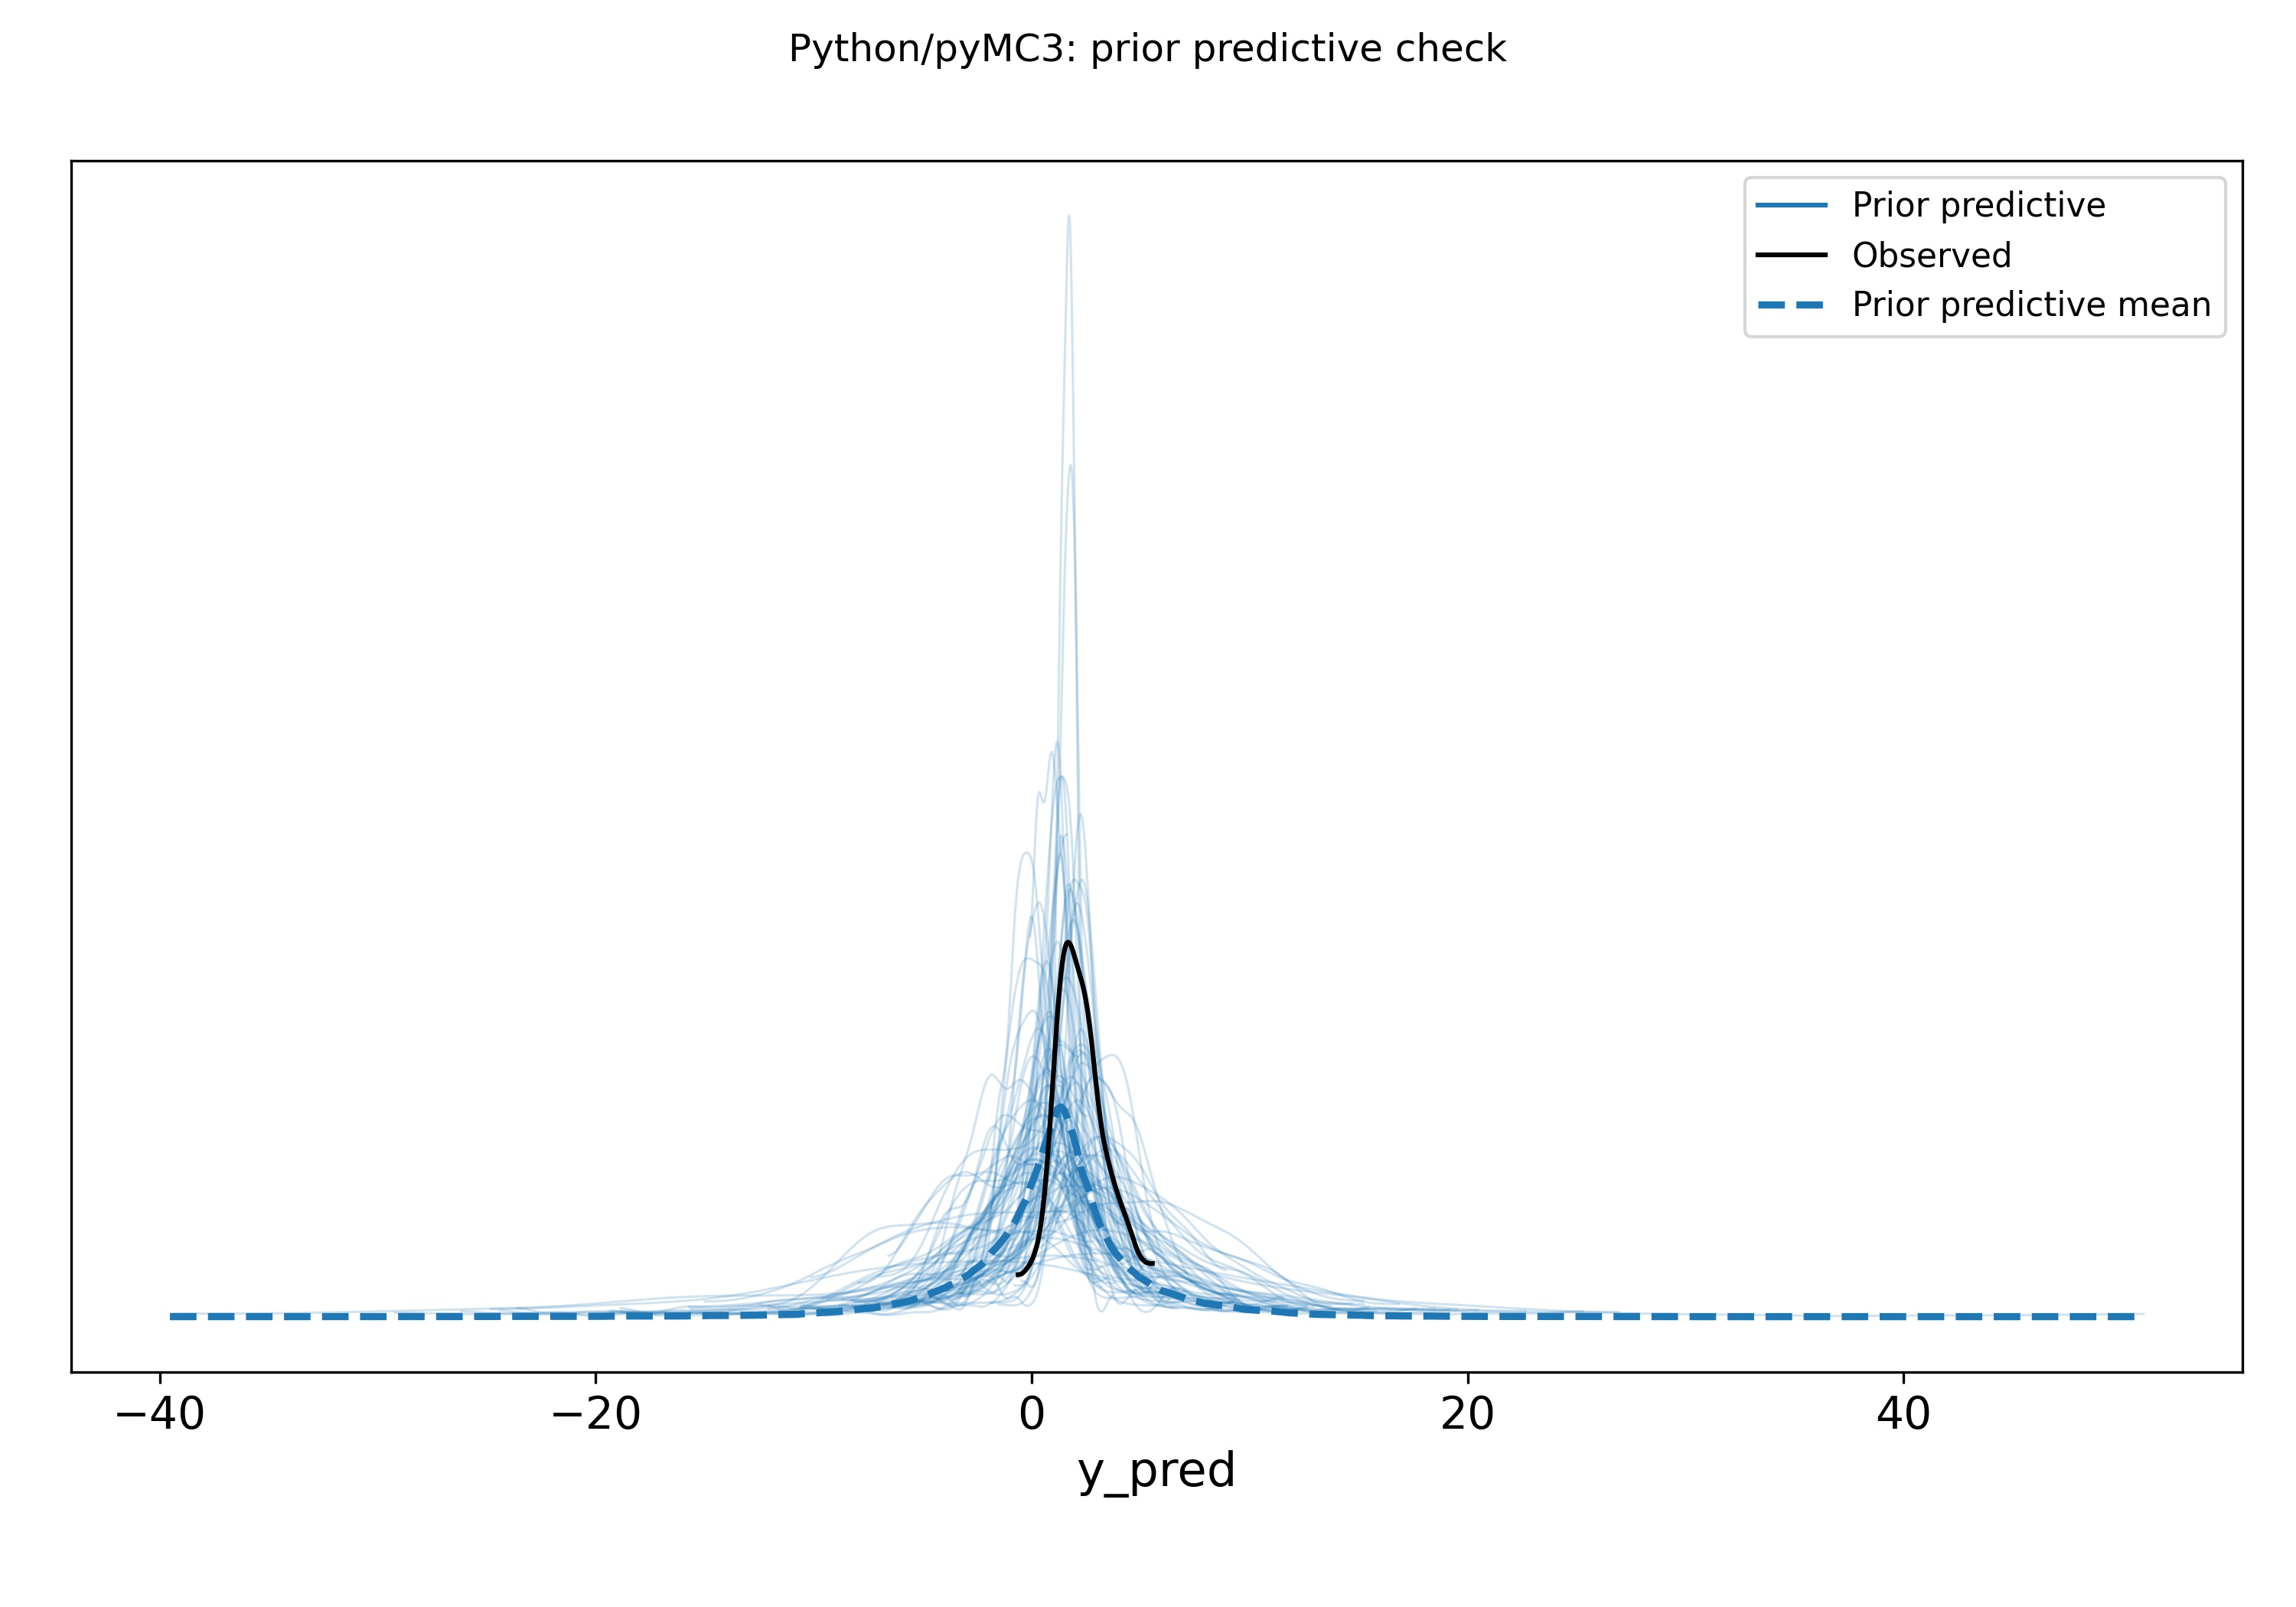 Python/pyMC3: prior predictive check
Prior predictive
Observed
Prior predictive mean
−40
−20
0
20
40
y_pred